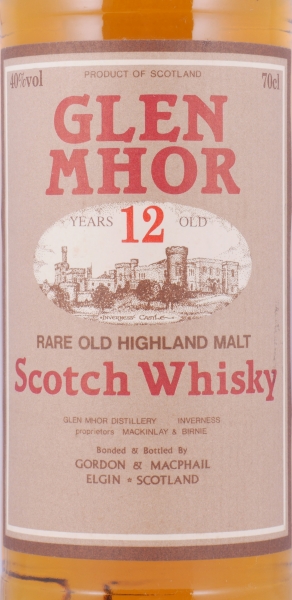 PRODUCT OF SCOTLAND
40%vol 70cl
GLEN
MHOR
YEARS 12 OLD
INVERNESS CASTLE
RARE OLD HIGHLAND MALT
Scotch Whisky
GLEN MHOR DISTILLERY INVERNESS
proprietors MACKINLAY & BIRNIE
Bonded & Bottled By
GORDON & MACPHAIL
ELGIN * SCOTLAND